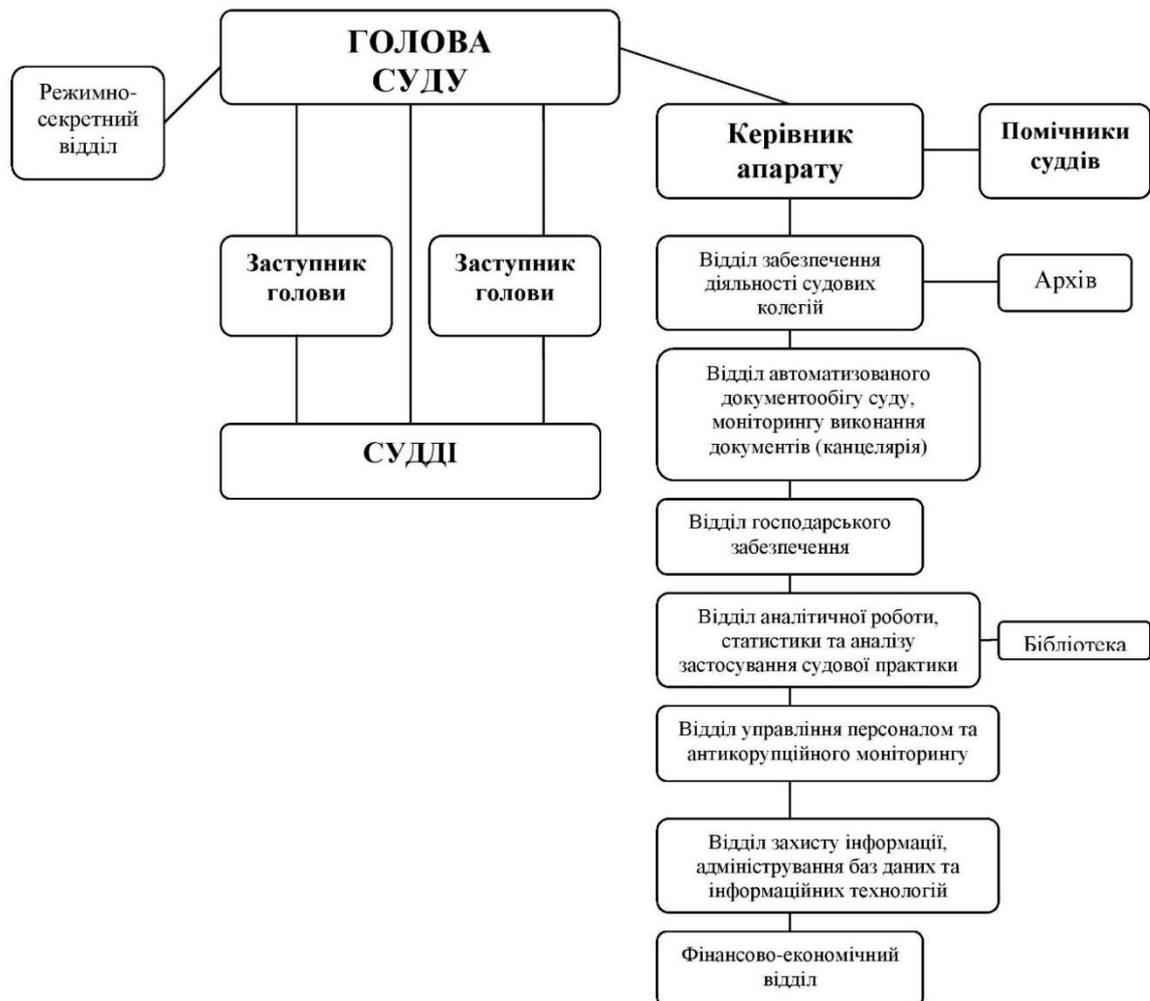 ГОЛОВА
СУДУ
Режимно-
секретний
відділ
Керівник
апарату
Помічники
суддів
Заступник
голови
Заступник
голови
Відділ забезпечення
діяльності судових
колегій
Архів
Відділ автоматизованого
документообігу суду,
моніторингу виконання
документів (канцелярія)
СУДДІ
Відділ господарського
забезпечення
Відділ аналітичної роботи,
статистики та аналізу
застосування судової практики
Бібліотека
Відділ управління персоналом та
антикорупційного моніторингу
Відділ захисту інформації,
адміністрування баз даних та
інформаційних технологій
Фінансово-економічний
відділ